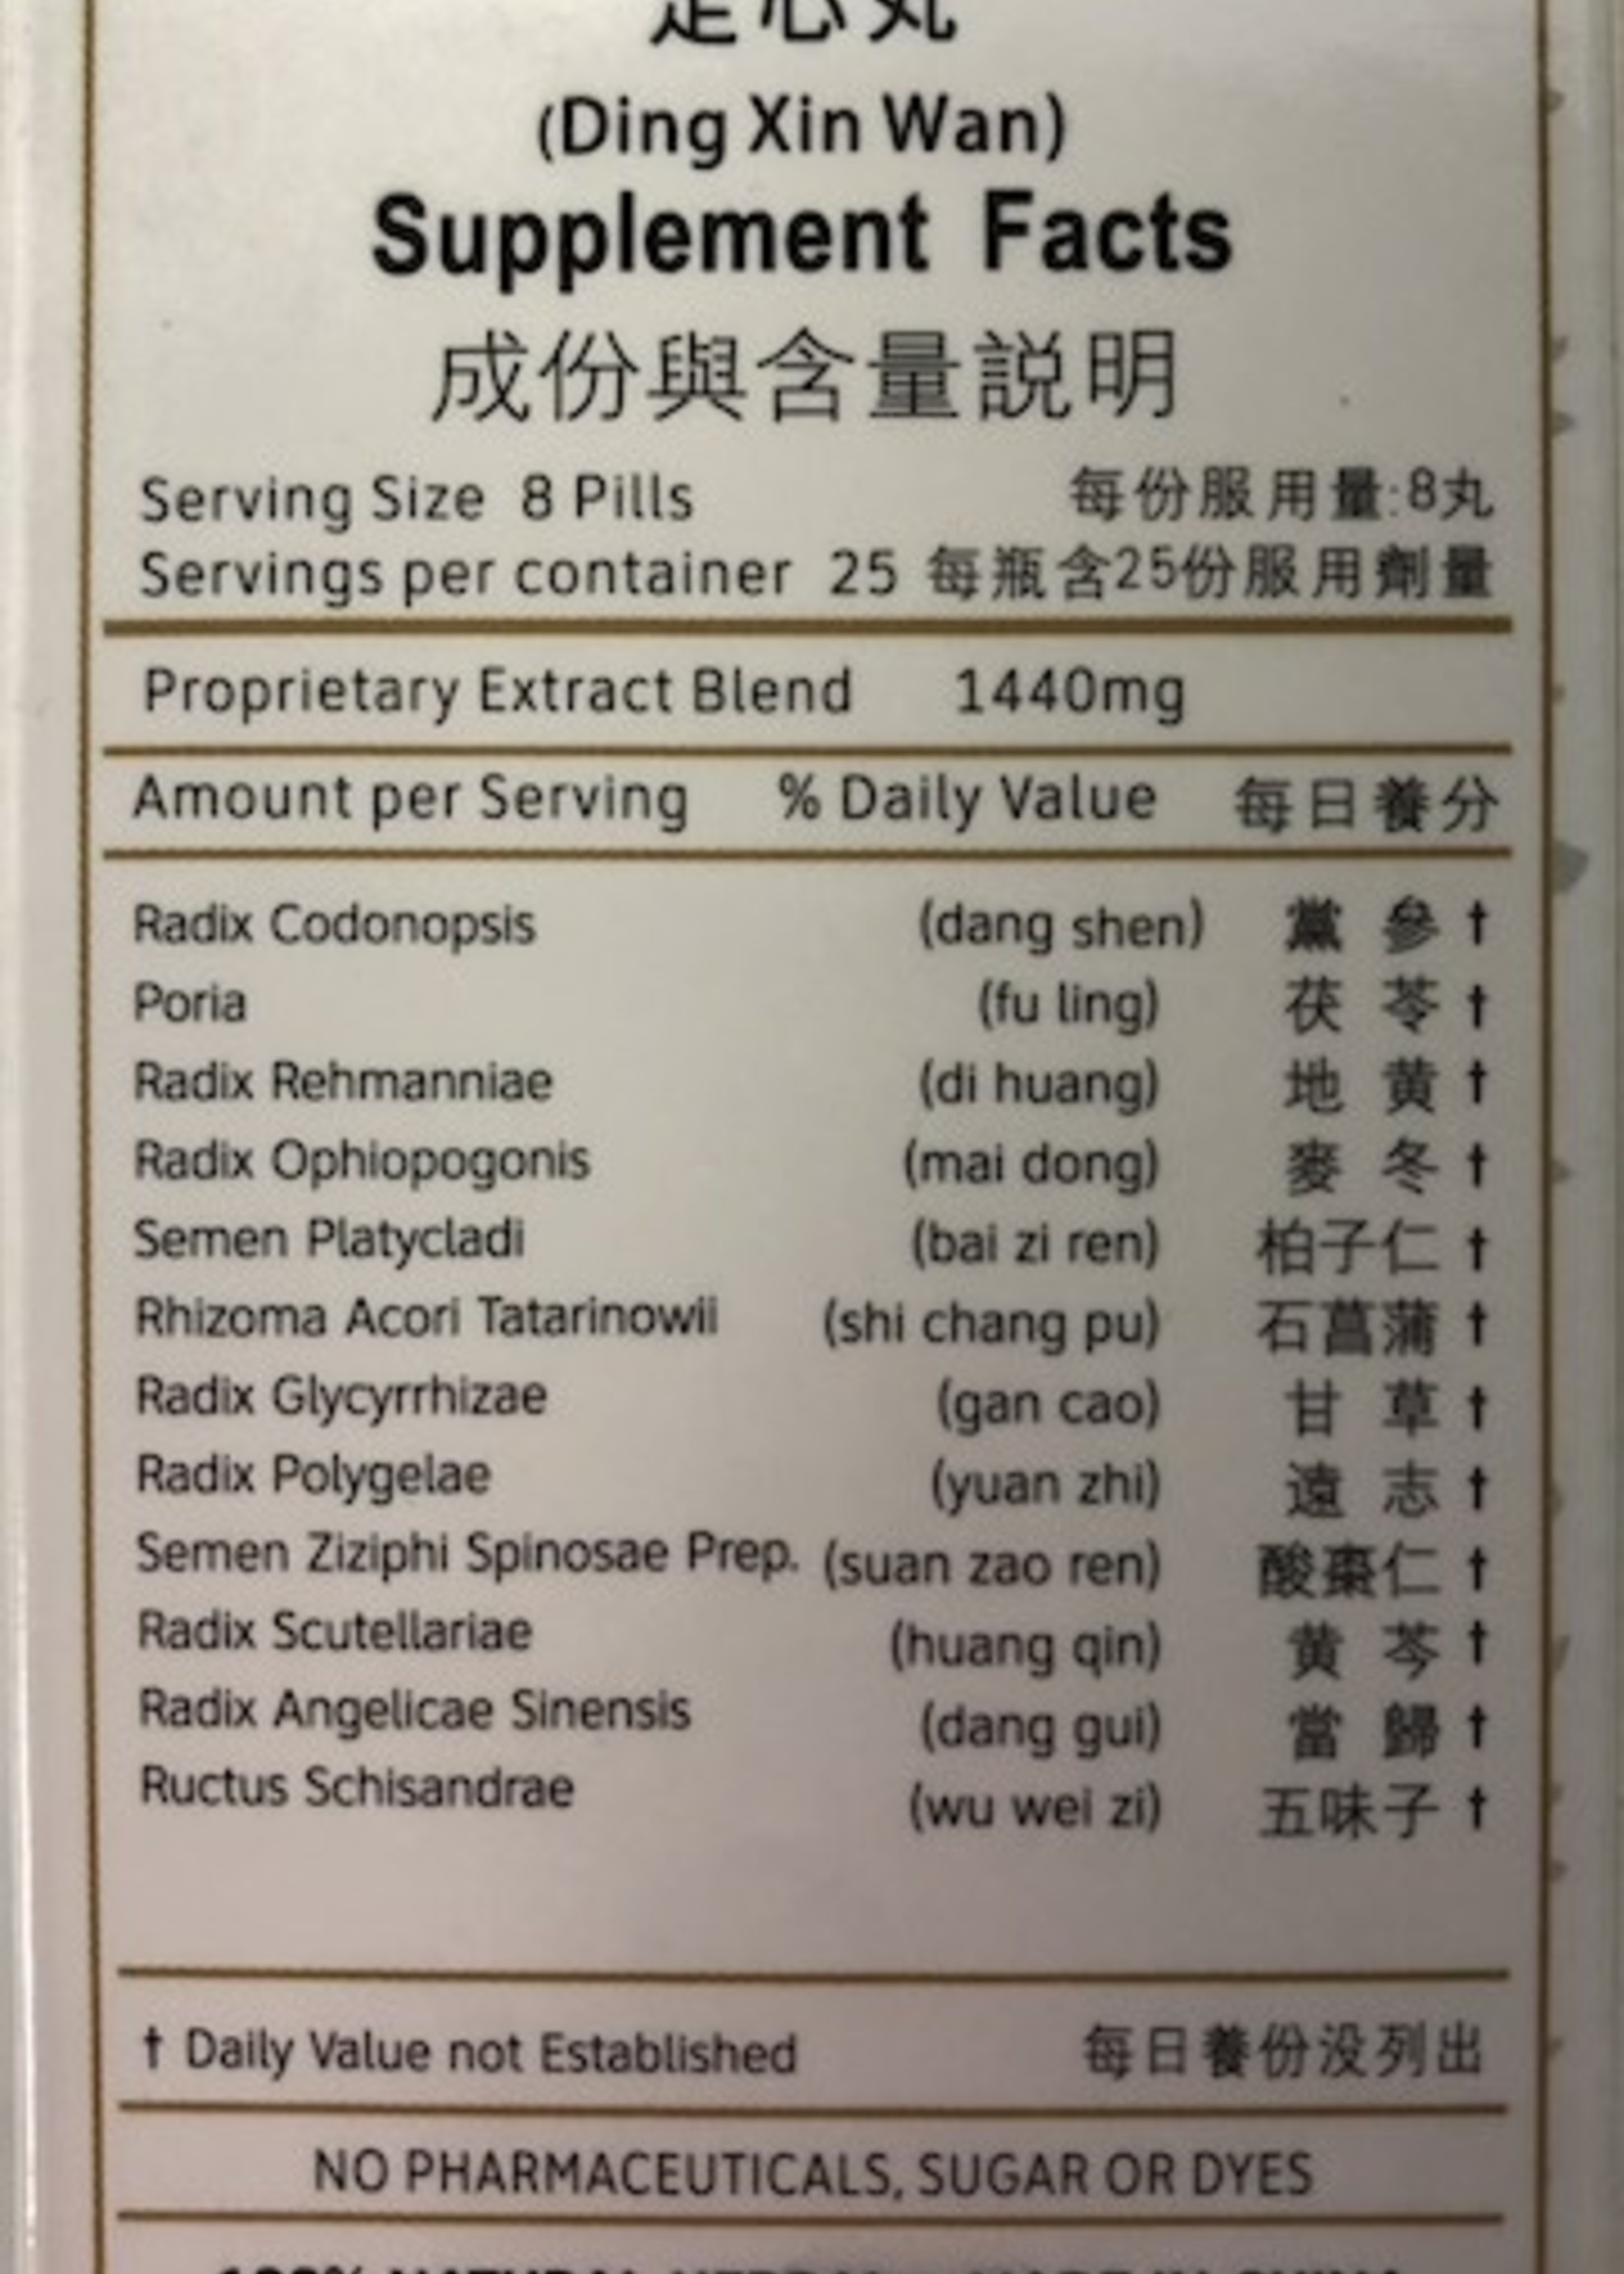 定心丸
(Ding Xin Wan)
Supplement Facts
成份與含量説明
Serving Size 8 Pills 每份服用量:8丸
Servings per container 25 每瓶含25份服用劑量
Proprietary Extract Blend 1440mg
Amount per Serving % Daily Value 每日養分
Radix Codonopsis (dang shen) 黨參 †
Poria (fu ling) 茯苓 †
Radix Rehmanniae (di huang) 地黄 †
Radix Ophiopogonis (mai dong) 麥冬 †
Semen Platycladi (bai zi ren) 柏子仁 †
Rhizoma Acori Tatarinowii (shi chang pu) 石菖蒲 †
Radix Glycyrrhizae (gan cao) 甘草 †
Radix Polygelae (yuan zhi) 遠志 †
Semen Ziziphi Spinosae Prep. (suan zao ren) 酸棗仁 †
Radix Scutellariae (huang qin) 黄芩 †
Radix Angelicae Sinensis (dang gui) 當歸 †
Ructus Schisandrae (wu wei zi) 五味子 †
† Daily Value not Established 每日養份没列出
NO PHARMACEUTICALS, SUGAR OR DYES